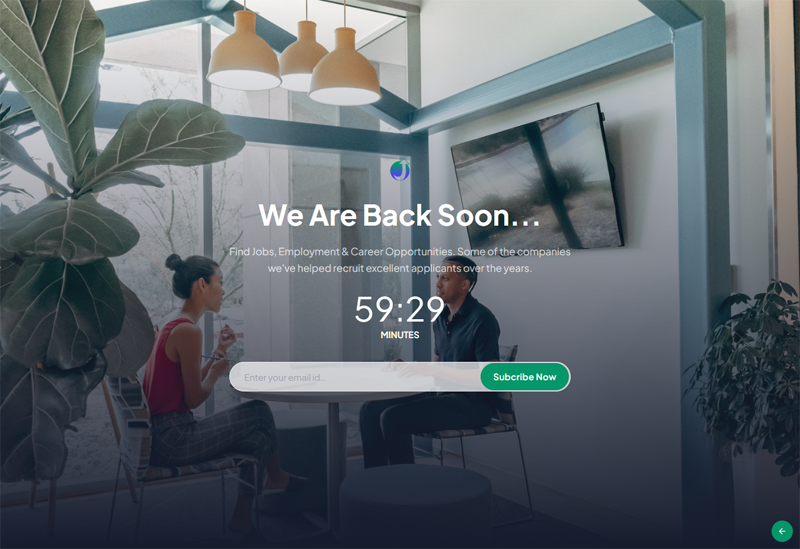 We Are Back Soon...
Find Jobs, Employment & Career Opportunities. Some of the companies
we've helped recruit excellent applicants over the years.
59:29
MINUTES
Enter your email id..
Subcribe Now